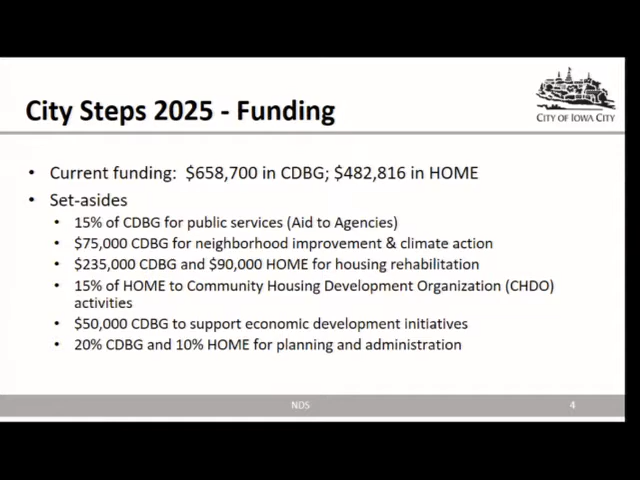 City Steps 2025 - Funding
CITY OF IOWA CITY
• Current funding: $658,700 in CDBG; $482,816 in HOME
• Set-asides
• 15% of CDBG for public services (Aid to Agencies)
• $75,000 CDBG for neighborhood improvement & climate action
• $235,000 CDBG and $90,000 HOME for housing rehabilitation
• 15% of HOME to Community Housing Development Organization (CHDO)
activities
• $50,000 CDBG to support economic development initiatives
• 20% CDBG and 10% HOME for planning and administration
NDS
4